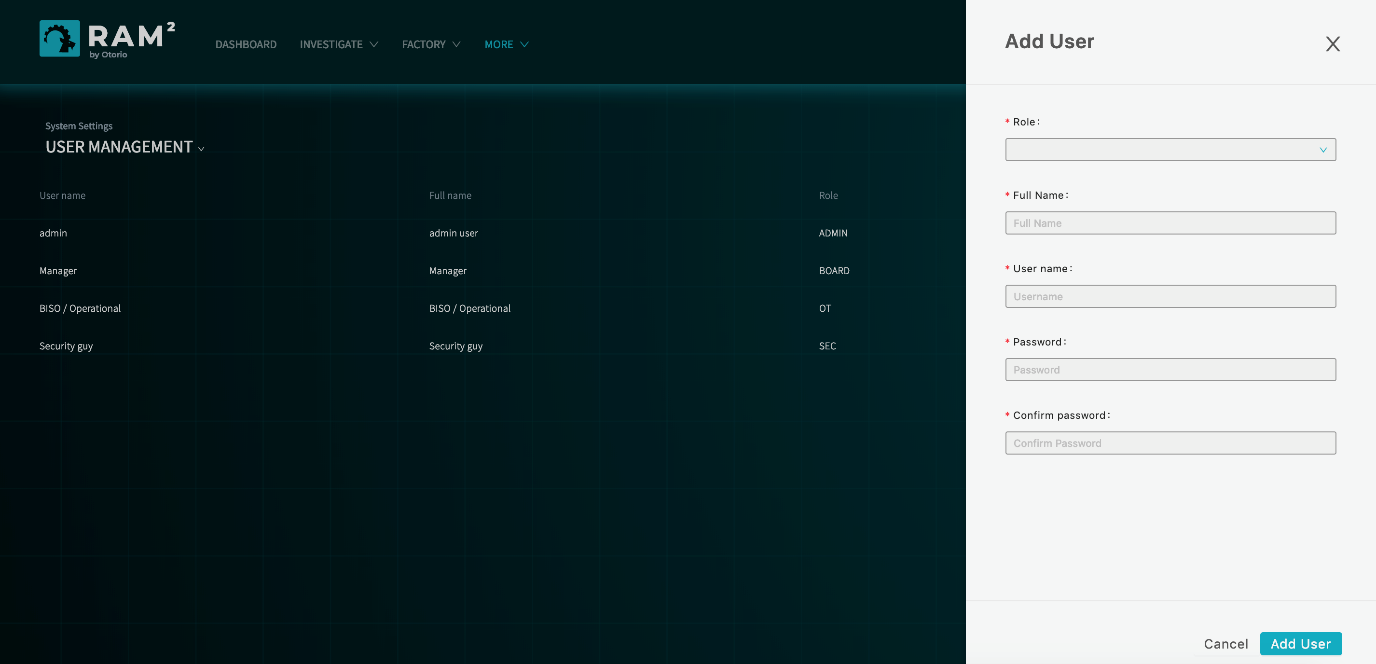 RAM²
by Otorio
DASHBOARD INVESTIGATE FACTORY MORE
System Settings
USER MANAGEMENT
User name Full name Role
admin admin user ADMIN
Manager Manager BOARD
BISO / Operational BISO / Operational OT
Security guy Security guy SEC
Add User
* Role:
* Full Name:
Full Name
* User name:
Username
* Password:
Password
* Confirm password:
Confirm Password
Cancel Add User